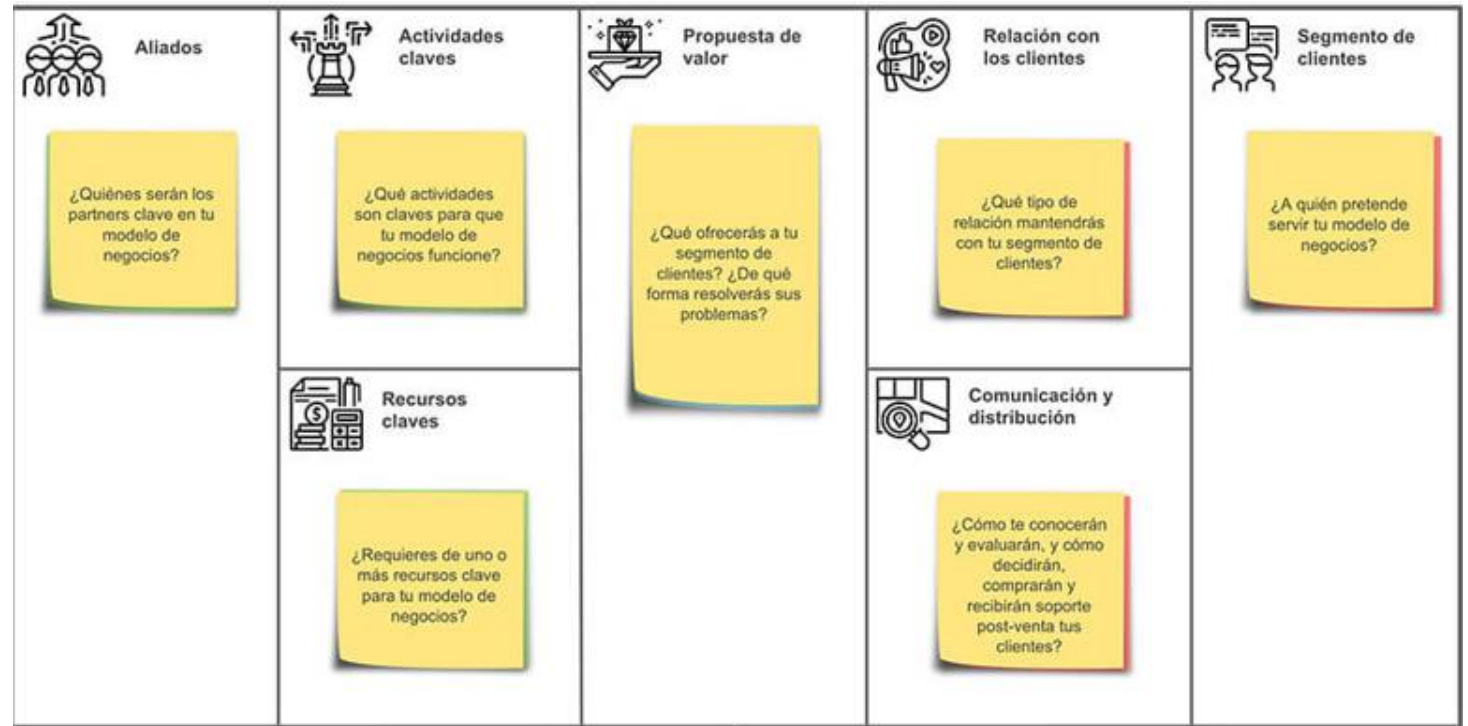 Aliados
¿Quiénes serán los
partners clave en tu
modelo de
negocios?
Actividades
claves
¿Qué actividades
son claves para que
tu modelo de
negocios funcione?
Recursos
claves
¿Requieres de uno o
más recursos clave
para tu modelo de
negocios?
Propuesta de
valor
¿Qué ofrecerás a tu
segmento de
clientes? ¿De qué
forma resolverás sus
problemas?
Relación con
los clientes
¿Qué tipo de
relación mantendrás
con tu segmento de
clientes?
Comunicación y
distribución
¿Cómo te conocerán
y evaluarán, y cómo
decidirán,
comprarán y
recibirán soporte
post-venta tus
clientes?
Segmento de
clientes
¿A quién pretende
servir tu modelo de
negocios?